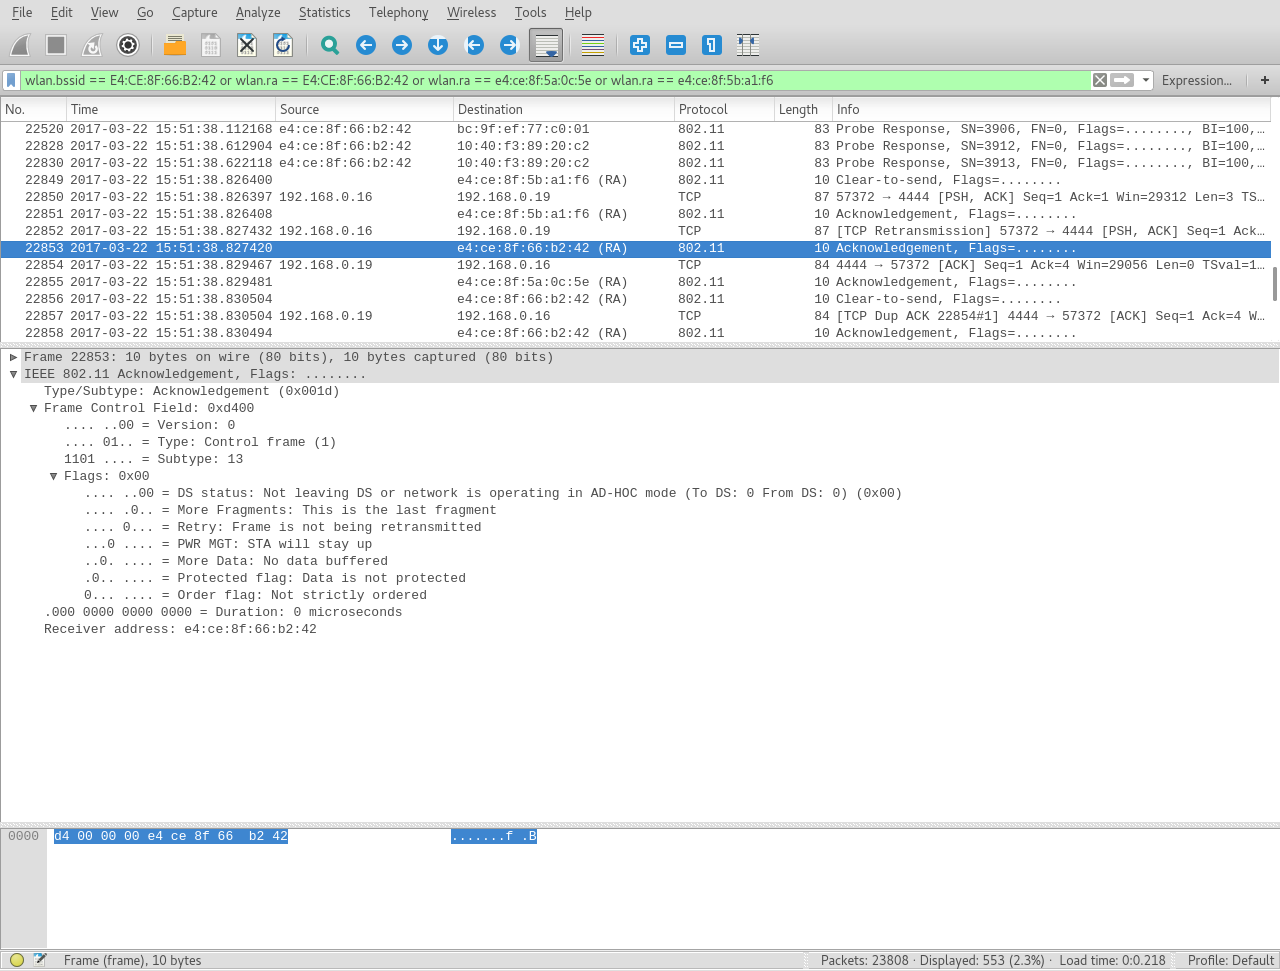 File Edit View Go Capture Analyze Statistics Telephony Wireless Tools Help
wlan.bssid == E4:CE:8F:66:B2:42 or wlan.ra == E4:CE:8F:66:B2:42 or wlan.ra == e4:ce:8f:5a:0c:5e or wlan.ra == e4:ce:8f:5b:a1:f6 Expression... +
No. Time Source Destination Protocol Length Info
22520 2017-03-22 15:51:38.112168 e4:ce:8f:66:b2:42 bc:9f:ef:77:c0:01 802.11 83 Probe Response, SN=3906, FN=0, Flags=........, BI=100,…
22828 2017-03-22 15:51:38.612904 e4:ce:8f:66:b2:42 10:40:f3:89:20:c2 802.11 83 Probe Response, SN=3912, FN=0, Flags=........, BI=100,…
22830 2017-03-22 15:51:38.622118 e4:ce:8f:66:b2:42 10:40:f3:89:20:c2 802.11 83 Probe Response, SN=3913, FN=0, Flags=........, BI=100,…
22849 2017-03-22 15:51:38.826400 e4:ce:8f:5b:a1:f6 (RA) 802.11 10 Clear-to-send, Flags=........
22850 2017-03-22 15:51:38.826397 192.168.0.16 192.168.0.19 TCP 87 57372 → 4444 [PSH, ACK] Seq=1 Ack=1 Win=29312 Len=3 TS…
22851 2017-03-22 15:51:38.826408 e4:ce:8f:5b:a1:f6 (RA) 802.11 10 Acknowledgement, Flags=........
22852 2017-03-22 15:51:38.827432 192.168.0.16 192.168.0.19 TCP 87 [TCP Retransmission] 57372 → 4444 [PSH, ACK] Seq=1 Ack…
22853 2017-03-22 15:51:38.827420 e4:ce:8f:66:b2:42 (RA) 802.11 10 Acknowledgement, Flags=........
22854 2017-03-22 15:51:38.829467 192.168.0.19 192.168.0.16 TCP 84 4444 → 57372 [ACK] Seq=1 Ack=4 Win=29056 Len=0 TSval=1…
22855 2017-03-22 15:51:38.829481 e4:ce:8f:5a:0c:5e (RA) 802.11 10 Acknowledgement, Flags=........
22856 2017-03-22 15:51:38.830504 e4:ce:8f:66:b2:42 (RA) 802.11 10 Clear-to-send, Flags=........
22857 2017-03-22 15:51:38.830504 192.168.0.19 192.168.0.16 TCP 84 [TCP Dup ACK 22854#1] 4444 → 57372 [ACK] Seq=1 Ack=4 W…
22858 2017-03-22 15:51:38.830494 e4:ce:8f:66:b2:42 (RA) 802.11 10 Acknowledgement, Flags=........
Frame 22853: 10 bytes on wire (80 bits), 10 bytes captured (80 bits)
IEEE 802.11 Acknowledgement, Flags: ........
Type/Subtype: Acknowledgement (0x001d)
Frame Control Field: 0xd400
.... ..00 = Version: 0
.... 01.. = Type: Control frame (1)
1101 .... = Subtype: 13
Flags: 0x00
.... ..00 = DS status: Not leaving DS or network is operating in AD-HOC mode (To DS: 0 From DS: 0) (0x00)
.... .0.. = More Fragments: This is the last fragment
.... 0... = Retry: Frame is not being retransmitted
...0 .... = PWR MGT: STA will stay up
..0. .... = More Data: No data buffered
.0.. .... = Protected flag: Data is not protected
0... .... = Order flag: Not strictly ordered
.000 0000 0000 0000 = Duration: 0 microseconds
Receiver address: e4:ce:8f:66:b2:42
0000 d4 00 00 00 e4 ce 8f 66 b2 42 .......f .B
Frame (frame), 10 bytes Packets: 23808 · Displayed: 553 (2.3%) · Load time: 0:0.218 Profile: Default